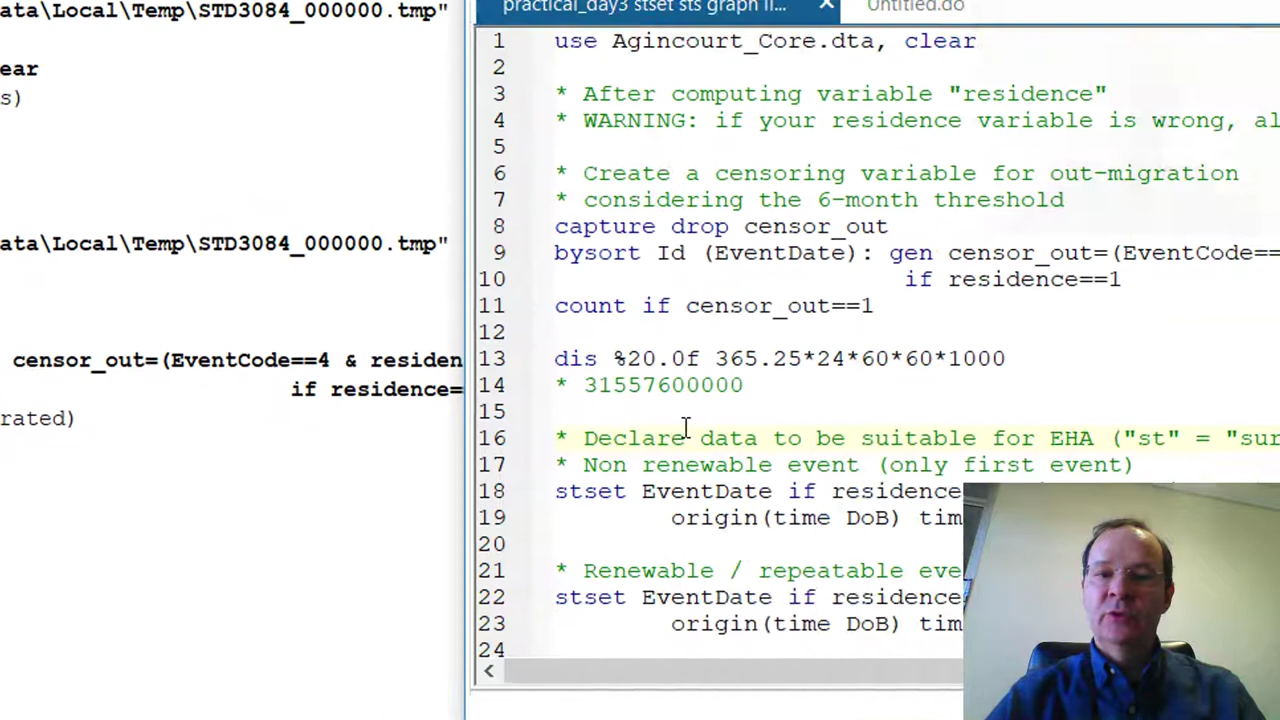 ata\Local\Temp\STD3084_000000.tmp"
ear
s)
ata\Local\Temp\STD3084_000000.tmp"
censor_out=(EventCode==4 & residen
if residence=
rated)
practical_day3 stset sts graph li...
Untitled.do
1 use Agincourt_Core.dta, clear
2
3 * After computing variable "residence"
4 * WARNING: if your residence variable is wrong, al
5
6 * Create a censoring variable for out-migration
7 * considering the 6-month threshold
8 capture drop censor_out
9 bysort Id (EventDate): gen censor_out=(EventCode==
10 if residence==1
11 count if censor_out==1
12
13 dis %20.0f 365.25*24*60*60*1000
14 * 31557600000
15
16 * Declare data to be suitable for EHA ("st" = "sur
17 * Non renewable event (only first event)
18 stset EventDate if residence
19 origin(time DoB) tim
20
21 * Renewable / repeatable eve
22 stset EventDate if residence
23 origin(time DoB) tim
24